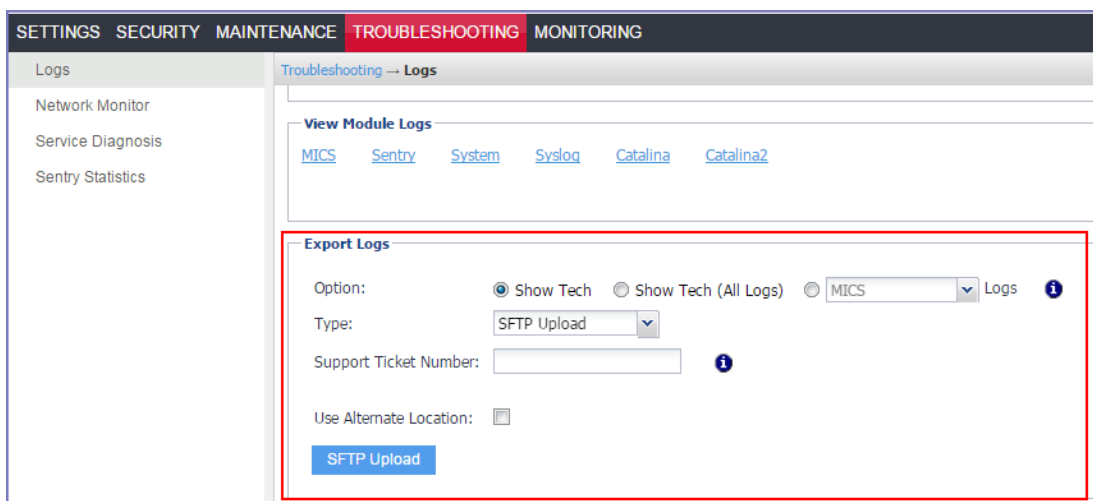 SETTINGS SECURITY MAINTENANCE TROUBLESHOOTING MONITORING
Logs
Network Monitor
Service Diagnosis
Sentry Statistics
Troubleshooting → Logs
View Module Logs
MICS Sentry System Syslog Catalina Catalina2
Export Logs
Option: Show Tech Show Tech (All Logs) MICS Logs
Type: SFTP Upload
Support Ticket Number:
Use Alternate Location:
SFTP Upload